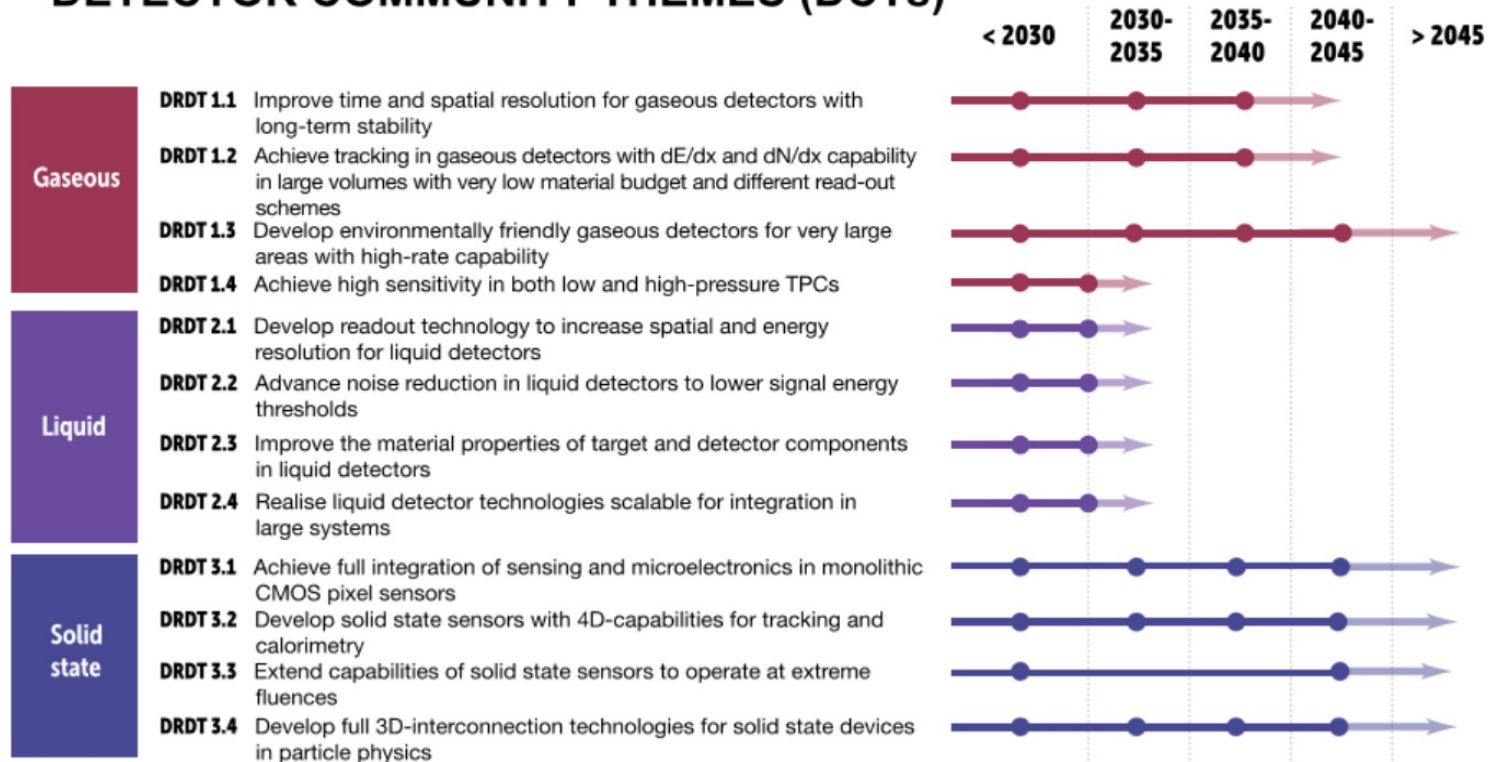 DETECTOR COMMUNITY THEMES (DCTs)
< 2030
2030-
2035
2035-
2040
2040-
2045
> 2045
Gaseous
DRDT 1.1 Improve time and spatial resolution for gaseous detectors with
long-term stability
DRDT 1.2 Achieve tracking in gaseous detectors with dE/dx and dN/dx capability
in large volumes with very low material budget and different read-out
schemes
DRDT 1.3 Develop environmentally friendly gaseous detectors for very large
areas with high-rate capability
DRDT 1.4 Achieve high sensitivity in both low and high-pressure TPCs
Liquid
DRDT 2.1 Develop readout technology to increase spatial and energy
resolution for liquid detectors
DRDT 2.2 Advance noise reduction in liquid detectors to lower signal energy
thresholds
DRDT 2.3 Improve the material properties of target and detector components
in liquid detectors
DRDT 2.4 Realise liquid detector technologies scalable for integration in
large systems
Solid
state
DRDT 3.1 Achieve full integration of sensing and microelectronics in monolithic
CMOS pixel sensors
DRDT 3.2 Develop solid state sensors with 4D-capabilities for tracking and
calorimetry
DRDT 3.3 Extend capabilities of solid state sensors to operate at extreme
fluences
DRDT 3.4 Develop full 3D-interconnection technologies for solid state devices
in particle physics